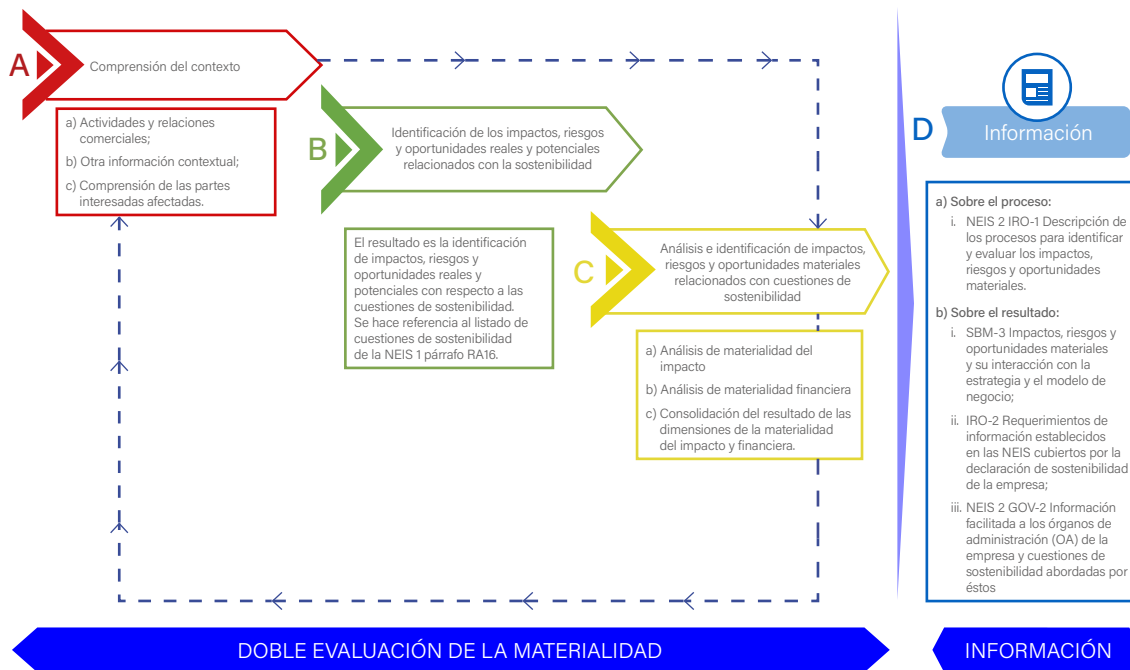 A
Comprensión del contexto
a) Actividades y relaciones
comerciales;
b) Otra información contextual;
c) Comprensión de las partes
interesadas afectadas.
B
Identificación de los impactos, riesgos
y oportunidades reales y potenciales
relacionados con la sostenibilidad
El resultado es la identificación
de impactos, riesgos y
oportunidades reales y
potenciales con respecto a las
cuestiones de sostenibilidad.
Se hace referencia al listado de
cuestiones de sostenibilidad
de la NEIS 1 párrafo RA16.
C
Análisis e identificación de impactos,
riesgos y oportunidades materiales
relacionados con cuestiones de
sostenibilidad
a) Análisis de materialidad del
impacto
b) Análisis de materialidad financiera
c) Consolidación del resultado de las
dimensiones de la materialidad
del impacto y financiera.
D
Información
a) Sobre el proceso:
i. NEIS 2 IRO-1 Descripción de
los procesos para identificar
y evaluar los impactos,
riesgos y oportunidades
materiales.
b) Sobre el resultado:
i. SBM-3 Impactos, riesgos y
oportunidades materiales
y su interacción con la
estrategia y el modelo de
negocio;
ii. IRO-2 Requerimientos de
información establecidos
en las NEIS cubiertos por la
declaración de sostenibilidad
de la empresa;
iii. NEIS 2 GOV-2 Información
facilitada a los órganos de
administración (OA) de la
empresa y cuestiones de
sostenibilidad abordadas por
éstos
DOBLE EVALUACIÓN DE LA MATERIALIDAD
INFORMACIÓN